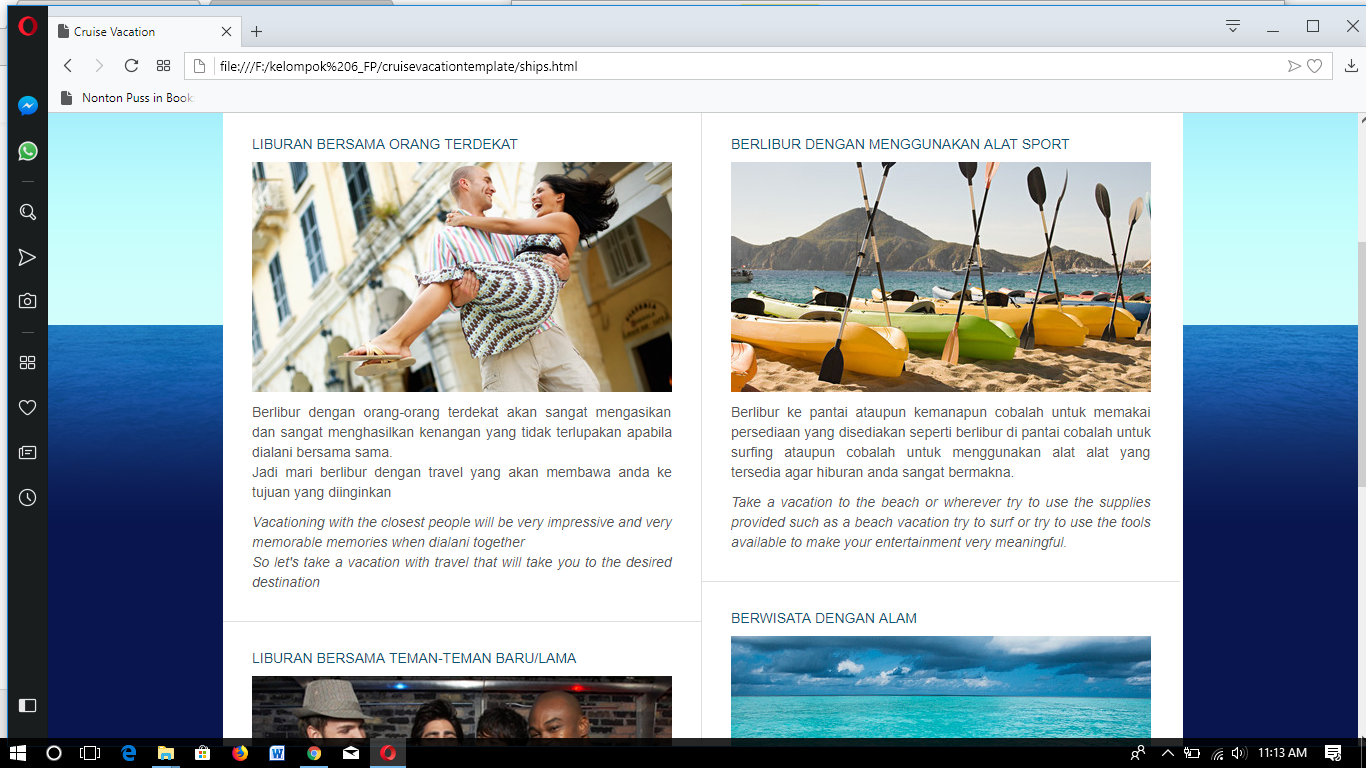 Cruise Vacation
file:///F:/kelompok%206_FP/cruisevacationtemplate/ships.html
Nonton Puss in Book
LIBURAN BERSAMA ORANG TERDEKAT
Berlibur dengan orang-orang terdekat akan sangat mengasikan
dan sangat menghasilkan kenangan yang tidak terlupakan apabila
dialani bersama sama.
Jadi mari berlibur dengan travel yang akan membawa anda ke
tujuan yang diinginkan
Vacationing with the closest people will be very impressive and very
memorable memories when dialani together
So let's take a vacation with travel that will take you to the desired
destination
LIBURAN BERSAMA TEMAN-TEMAN BARU/LAMA
BERLIBUR DENGAN MENGGUNAKAN ALAT SPORT
Berlibur ke pantai ataupun kemanapun cobalah untuk memakai
persediaan yang disediakan seperti berlibur di pantai cobalah untuk
surfing ataupun cobalah untuk menggunakan alat alat yang
tersedia agar hiburan anda sangat bermakna.
Take a vacation to the beach or wherever try to use the supplies
provided such as a beach vacation try to surf or try to use the tools
available to make your entertainment very meaningful.
BERWISATA DENGAN ALAM
11:13 AM